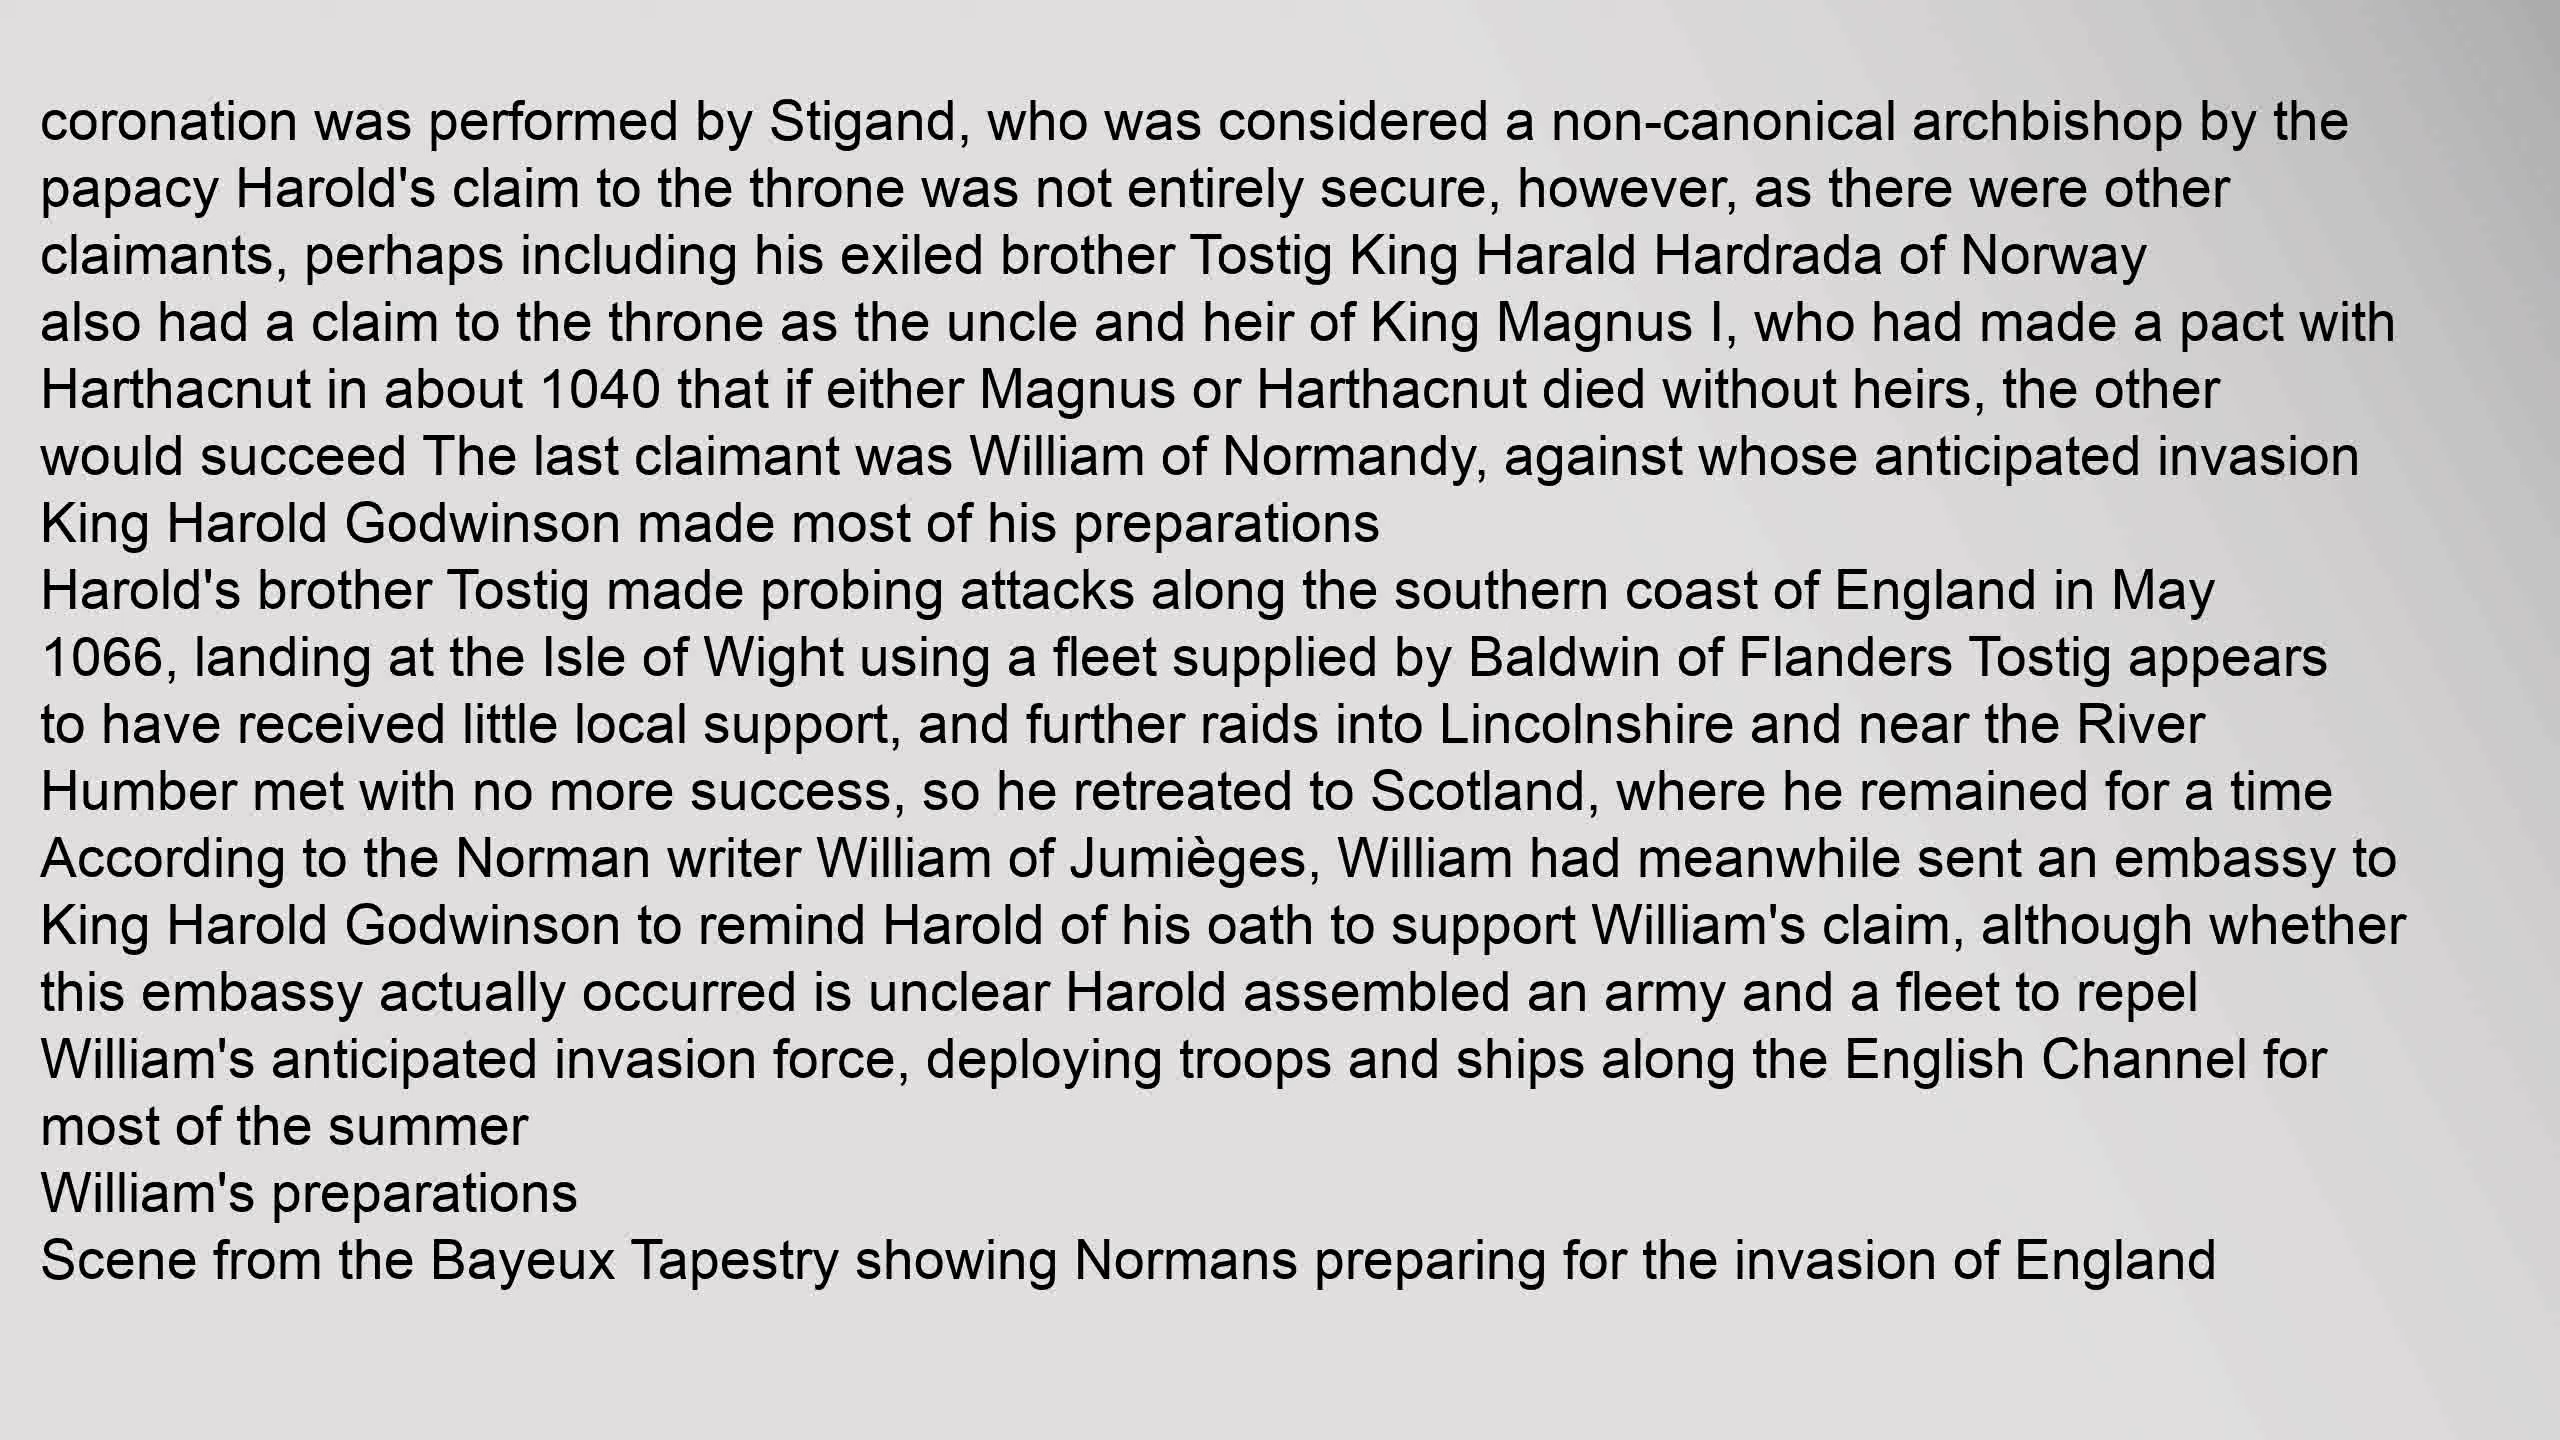 coronation was performed by Stigand, who was considered a non-canonical archbishop by the
papacy Harold's claim to the throne was not entirely secure, however, as there were other
claimants, perhaps including his exiled brother Tostig King Harald Hardrada of Norway
also had a claim to the throne as the uncle and heir of King Magnus I, who had made a pact with
Harthacnut in about 1040 that if either Magnus or Harthacnut died without heirs, the other
would succeed The last claimant was William of Normandy, against whose anticipated invasion
King Harold Godwinson made most of his preparations
Harold's brother Tostig made probing attacks along the southern coast of England in May
1066, landing at the Isle of Wight using a fleet supplied by Baldwin of Flanders Tostig appears
to have received little local support, and further raids into Lincolnshire and near the River
Humber met with no more success, so he retreated to Scotland, where he remained for a time
According to the Norman writer William of Jumièges, William had meanwhile sent an embassy to
King Harold Godwinson to remind Harold of his oath to support William's claim, although whether
this embassy actually occurred is unclear Harold assembled an army and a fleet to repel
William's anticipated invasion force, deploying troops and ships along the English Channel for
most of the summer
William's preparations
Scene from the Bayeux Tapestry showing Normans preparing for the invasion of England